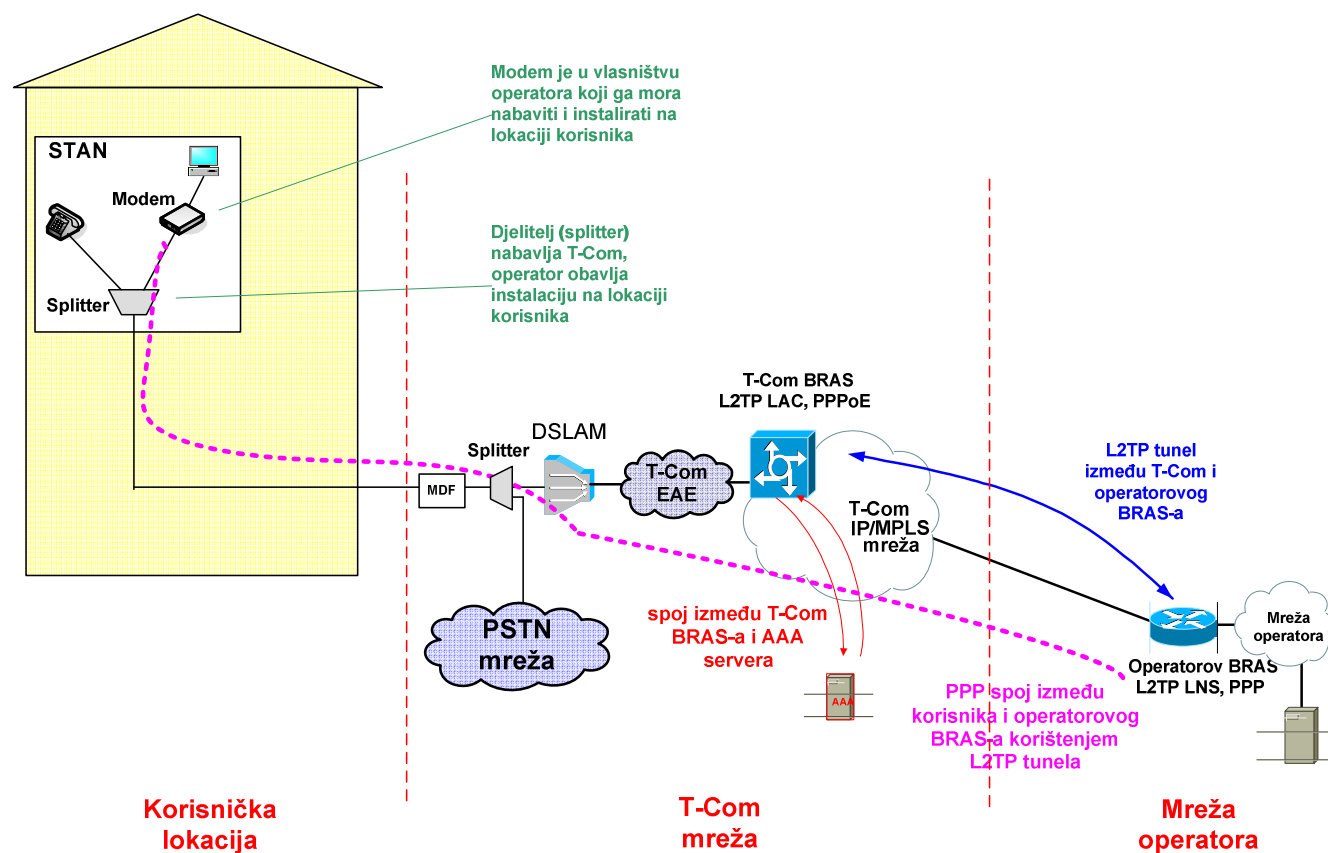 Modem je u vlasništvu
operatora koji ga mora
nabaviti i instalirati na
lokaciji korisnika
STAN
Modem
Djelitelj (splitter)
nabavlja T-Com,
operator obavlja
instalaciju na lokaciji
korisnika
Splitter
T-Com BRAS
L2TP LAC, PPPoE
DSLAM
Splitter
MDF
T-Com
EAE
T-Com
IP/MPLS
mreža
L2TP tunel
između T-Com i
operatorovog
BRAS-a
PSTN
mreža
spoj između T-Com
BRAS-a i AAA
servera
AAA
Mreža
operatora
Operatorov BRAS
L2TP LNS, PPP
PPP spoj između
korisnika i operatorovog
BRAS-a korištenjem
L2TP tunela
Korisnička
lokacija
T-Com
mreža
Mreža
operatora